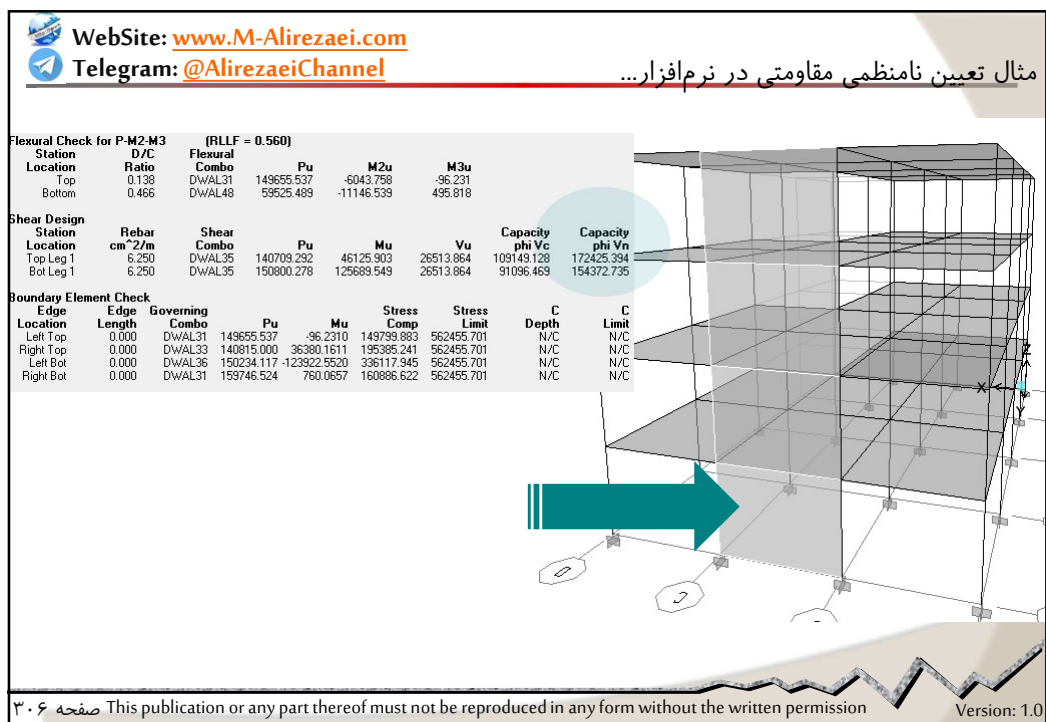 WebSite: www.M-Alirezaei.com
Telegram: @AlirezaeiChannel
مثال تعیین نامنظمی مقاومتی در نرم‌افزار...
Flexural Check for P-M2-M3 (RLLF = 0.560)
Station D/C Flexural
Location Ratio Combo Pu M2u M3u
Top 0.138 DWAL31 149655.537 -6043.758 -96.231
Bottom 0.466 DWAL48 59525.489 -11146.539 495.818
Shear Design
Station Rebar Shear Capacity Capacity
Location cm^2/m Combo Pu Mu Vu phi Vc phi Vn
Top Leg 1 6.250 DWAL35 140709.292 46125.903 26513.864 109149.128 172425.394
Bot Leg 1 6.250 DWAL35 150800.278 125689.549 26513.864 91096.469 154372.735
Boundary Element Check
Edge Edge Governing Stress Stress C C
Location Length Combo Pu Mu Comp Limit Depth Limit
Left Top 0.000 DWAL31 149655.537 -96.2310 149799.883 562455.701 N/C N/C
Right Top 0.000 DWAL33 140815.000 36380.1611 195385.241 562455.701 N/C N/C
Left Bot 0.000 DWAL36 150234.117 -123922.5520 336117.945 562455.701 N/C N/C
Right Bot 0.000 DWAL31 159746.524 760.0657 160886.622 562455.701 N/C N/C
Z
X
Y
D
C
صفحه ۳۰۶ This publication or any part thereof must not be reproduced in any form without the written permission
Version: 1.0